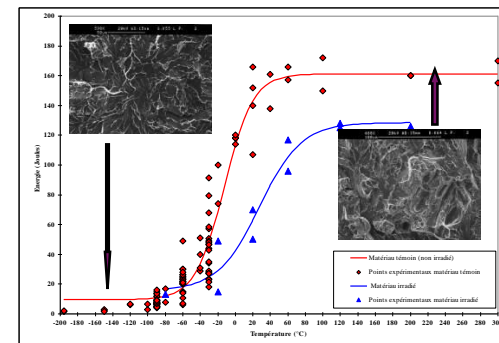 200
180
160
140
120
100
80
60
40
20
0
Energie (Joules)
-200 -180 -160 -140 -120 -100 -80 -60 -40 -20 0 20 40 60 80 100 120 140 160 180 200 220 240 260 280 300
Température (°C)
Matériau témoin (non irradié)
Points expérimentaux matériau témoin
Matériau irradié
Points expérimentaux matériau irradié